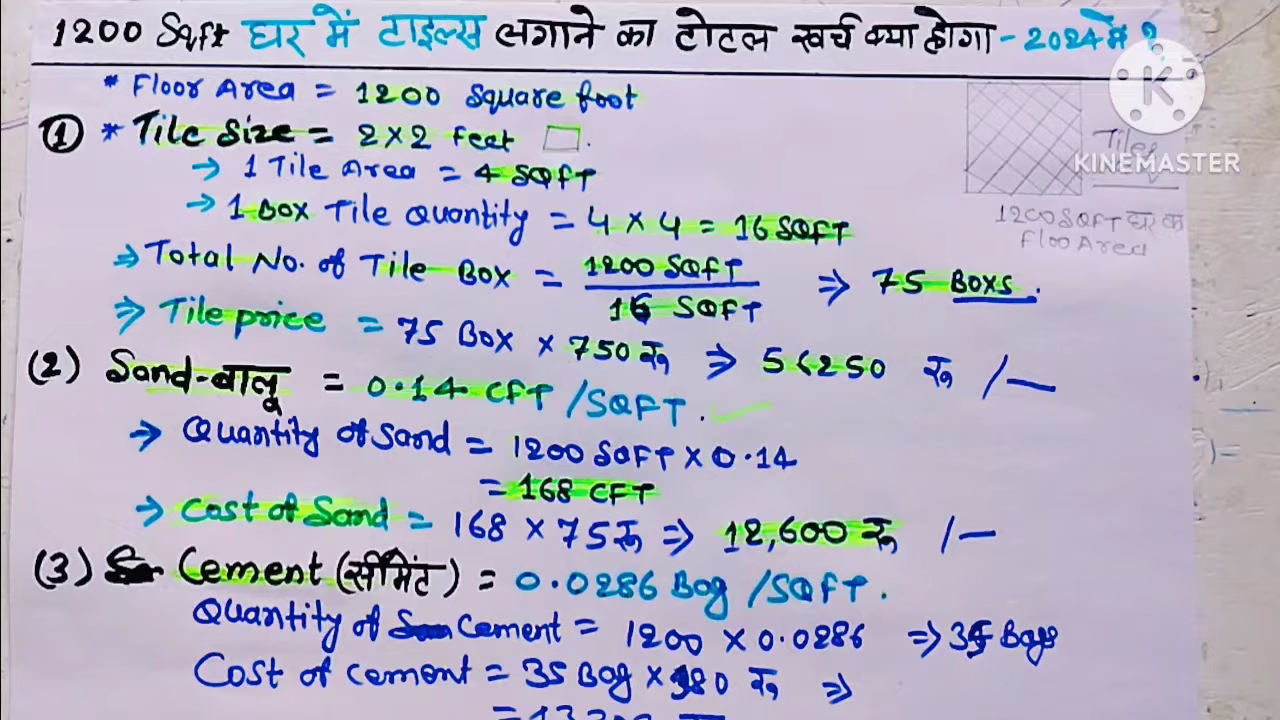 1200 Sqft घर में टाइल्स लगाने का टोटल खर्च क्या होगा - 2024 में ?
* Floor Area = 1200 Square foot
① * Tile Size = 2×2 feet
→ 1 Tile Area = 4 SQFT
→ 1 Box Tile Quantity = 4 × 4 = 16 SQFT
⇒ Total No. of Tile Box = 1200 SQFT / 16 SQFT ⇒ 75 Boxs.
⇒ Tile price = 75 Box × 750 रू ⇒ 56250 रू /—
(2) Sand-बालू = 0.14 CFT /SQFT.
→ Quantity of Sand = 1200 SQFT × 0.14
= 168 CFT
→ Cost of Sand = 168 × 75 रू ⇒ 12,600 रू /—
(3) Cement (सीमेंट) = 0.0286 Bag /SQFT.
Quantity of Cement = 1200 × 0.0286 ⇒ 35 Bags
Cost of cement = 35 Bag × 380 रू ⇒
Tiles
1200 SQFT घर का
Floo Area
K
KINEMASTER